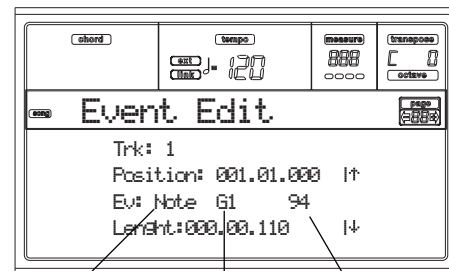 chord tempo measure transpose
ext link ♩= 120 888 C 0
octave
song Event Edit page
88
Trk: 1
Position: 001.01.000 |↑
Ev: Note G1 94
Lenght:000.00.110 |↓